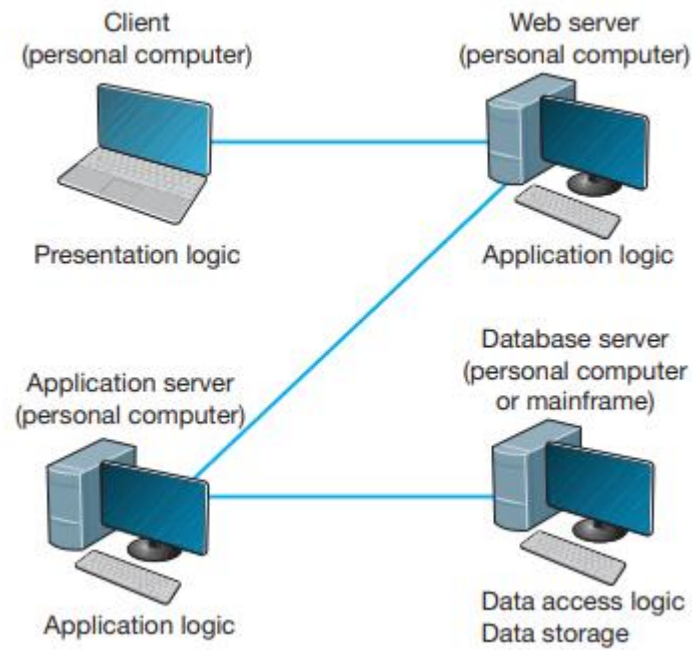 Client
(personal computer)
Presentation logic
Web server
(personal computer)
Application logic
Application server
(personal computer)
Application logic
Database server
(personal computer
or mainframe)
Data access logic
Data storage